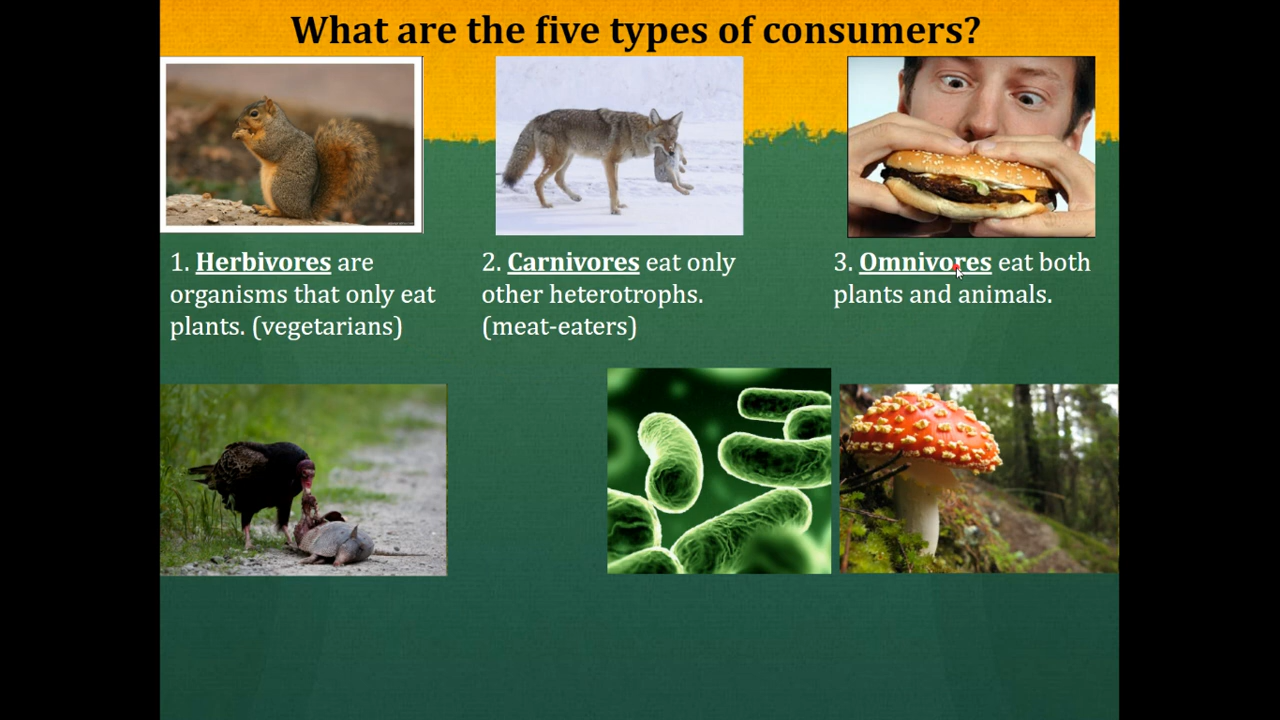 What are the five types of consumers?
1. Herbivores are
organisms that only eat
plants. (vegetarians)
2. Carnivores eat only
other heterotrophs.
(meat-eaters)
3. Omnivores eat both
plants and animals.